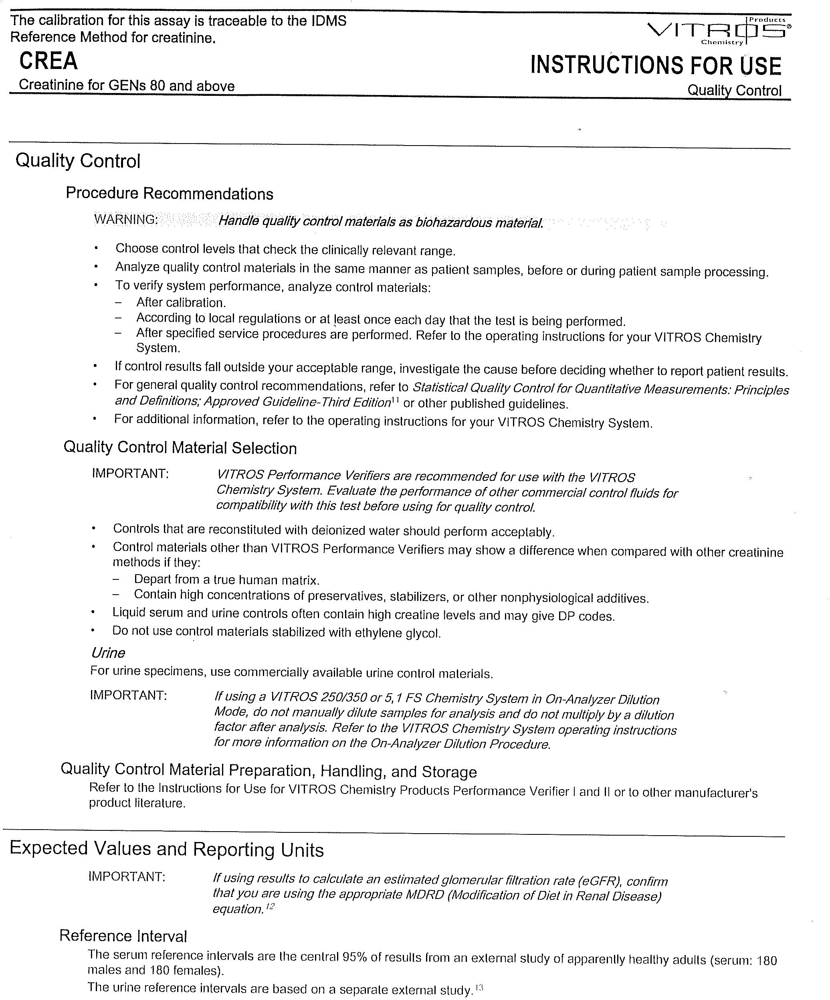 The calibration for this assay is traceable to the IDMS
Reference Method for creatinine.
VITROS®
Products
Chemistry
CREA
INSTRUCTIONS FOR USE
Creatinine for GENs 80 and above
Quality Control
Quality Control
Procedure Recommendations
WARNING: Handle quality control materials as biohazardous material.
• Choose control levels that check the clinically relevant range.
• Analyze quality control materials in the same manner as patient samples, before or during patient sample processing.
• To verify system performance, analyze control materials:
– After calibration.
– According to local regulations or at least once each day that the test is being performed.
– After specified service procedures are performed. Refer to the operating instructions for your VITROS Chemistry
System.
• If control results fall outside your acceptable range, investigate the cause before deciding whether to report patient results.
• For general quality control recommendations, refer to Statistical Quality Control for Quantitative Measurements: Principles
and Definitions; Approved Guideline-Third Edition¹¹ or other published guidelines.
• For additional information, refer to the operating instructions for your VITROS Chemistry System.
Quality Control Material Selection
IMPORTANT: VITROS Performance Verifiers are recommended for use with the VITROS
Chemistry System. Evaluate the performance of other commercial control fluids for
compatibility with this test before using for quality control.
• Controls that are reconstituted with deionized water should perform acceptably.
• Control materials other than VITROS Performance Verifiers may show a difference when compared with other creatinine
methods if they:
– Depart from a true human matrix.
– Contain high concentrations of preservatives, stabilizers, or other nonphysiological additives.
• Liquid serum and urine controls often contain high creatine levels and may give DP codes.
• Do not use control materials stabilized with ethylene glycol.
Urine
For urine specimens, use commercially available urine control materials.
IMPORTANT: If using a VITROS 250/350 or 5,1 FS Chemistry System in On-Analyzer Dilution
Mode, do not manually dilute samples for analysis and do not multiply by a dilution
factor after analysis. Refer to the VITROS Chemistry System operating instructions
for more information on the On-Analyzer Dilution Procedure.
Quality Control Material Preparation, Handling, and Storage
Refer to the Instructions for Use for VITROS Chemistry Products Performance Verifier I and II or to other manufacturer's
product literature.
Expected Values and Reporting Units
IMPORTANT: If using results to calculate an estimated glomerular filtration rate (eGFR), confirm
that you are using the appropriate MDRD (Modification of Diet in Renal Disease)
equation.¹²
Reference Interval
The serum reference intervals are the central 95% of results from an external study of apparently healthy adults (serum: 180
males and 180 females).
The urine reference intervals are based on a separate external study.¹³